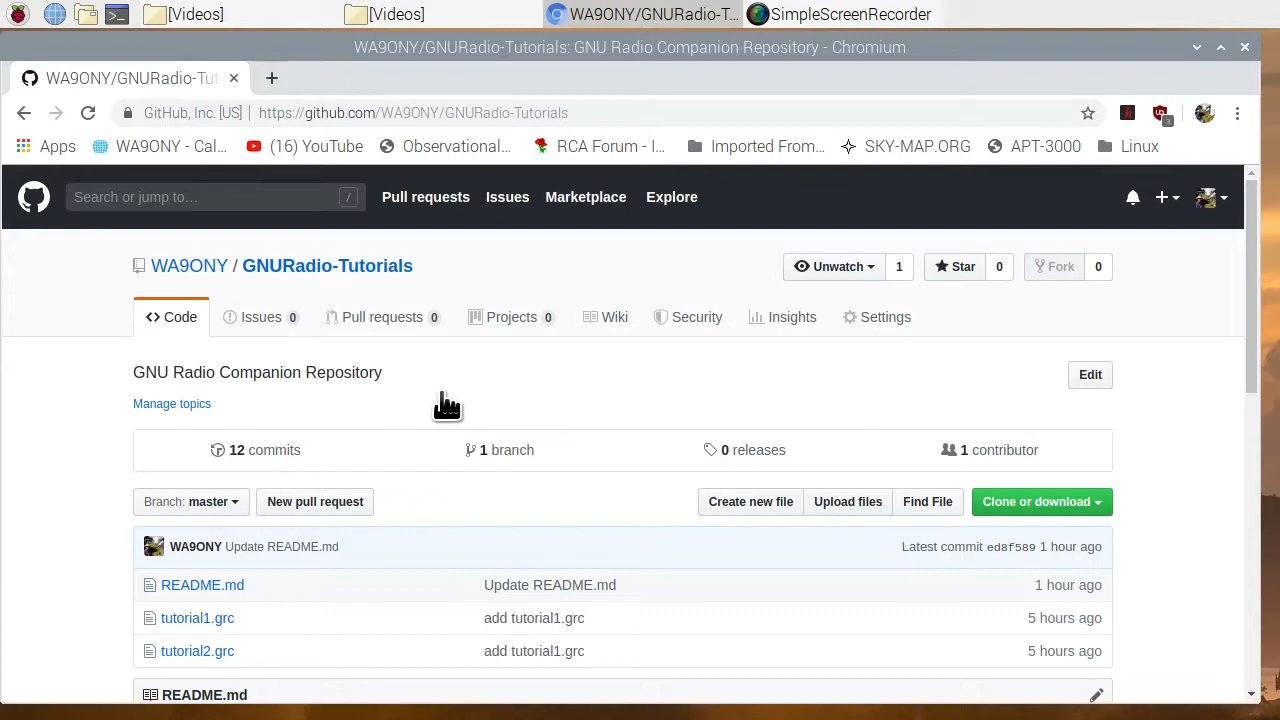 [Videos] [Videos] WA9ONY/GNURadio-T... SimpleScreenRecorder
WA9ONY/GNURadio-Tutorials: GNU Radio Companion Repository - Chromium
WA9ONY/GNURadio-Tut
GitHub, Inc. [US] https://github.com/WA9ONY/GNURadio-Tutorials 3
Apps WA9ONY - Cal... (16) YouTube Observational... RCA Forum - I... Imported From... SKY-MAP.ORG APT-3000 Linux
Search or jump to... / Pull requests Issues Marketplace Explore
WA9ONY / GNURadio-Tutorials Unwatch 1 Star 0 Fork 0
Code Issues 0 Pull requests 0 Projects 0 Wiki Security Insights Settings
GNU Radio Companion Repository Edit
Manage topics
12 commits 1 branch 0 releases 1 contributor
Branch: master New pull request Create new file Upload files Find File Clone or download
WA9ONY Update README.md Latest commit ed8f589 1 hour ago
README.md Update README.md 1 hour ago
tutorial1.grc add tutorial1.grc 5 hours ago
tutorial2.grc add tutorial1.grc 5 hours ago
README.md